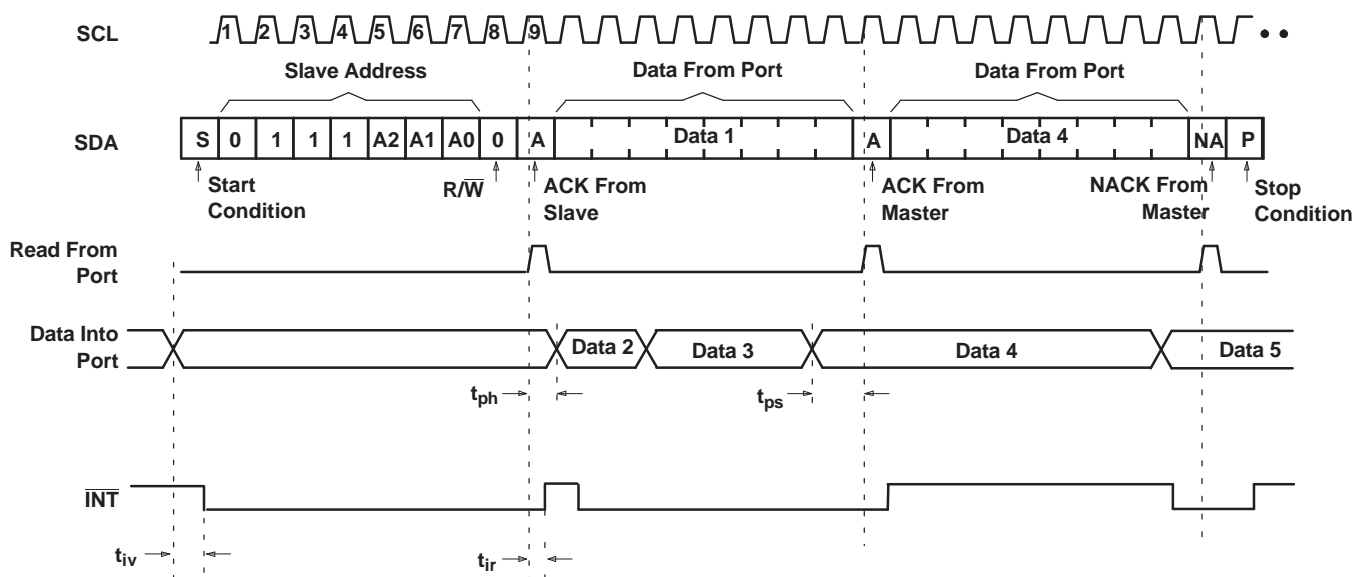 SCL 1 2 3 4 5 6 7 8 9
Slave Address Data From Port Data From Port
SDA S 0 1 1 1 A2 A1 A0 0 A Data 1 A Data 4 NA P
Start Condition
R/W̅
ACK From Slave
ACK From Master
NACK From Master
Stop Condition
Read From Port
Data Into Port
Data 2 Data 3 Data 4 Data 5
tph tps
I̅N̅T̅
tiv tir